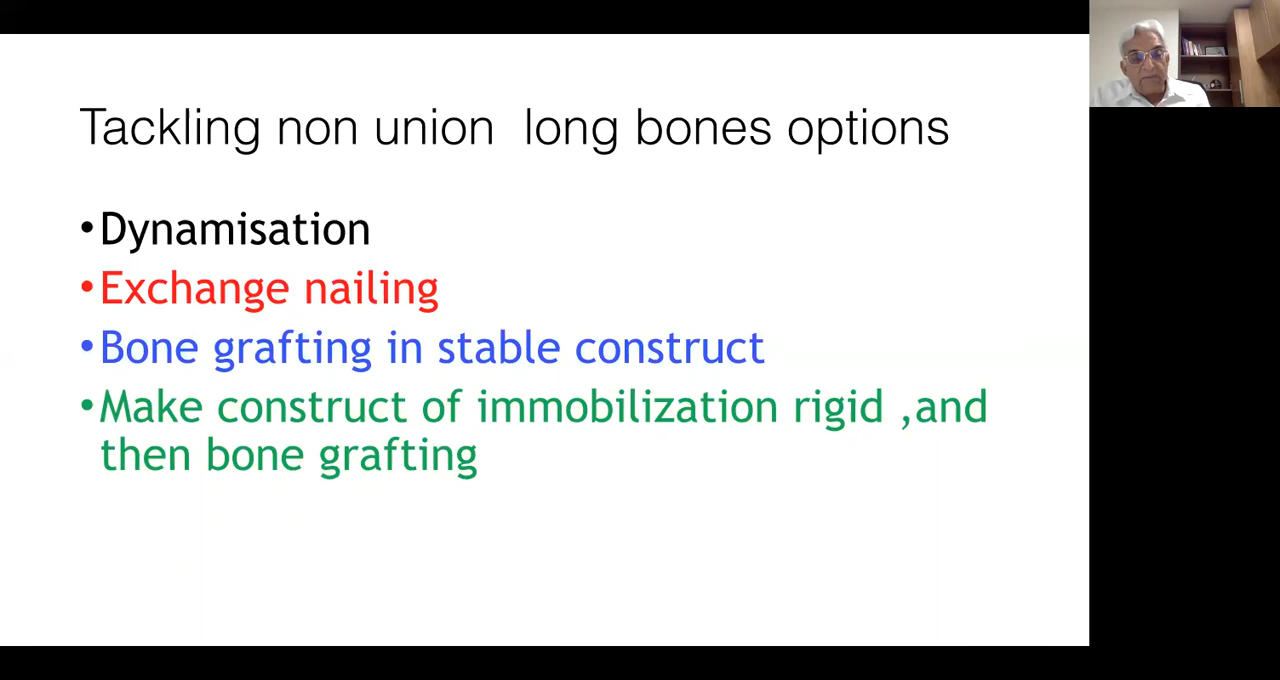 Tackling non union long bones options
•Dynamisation
•Exchange nailing
•Bone grafting in stable construct
•Make construct of immobilization rigid ,and
then bone grafting